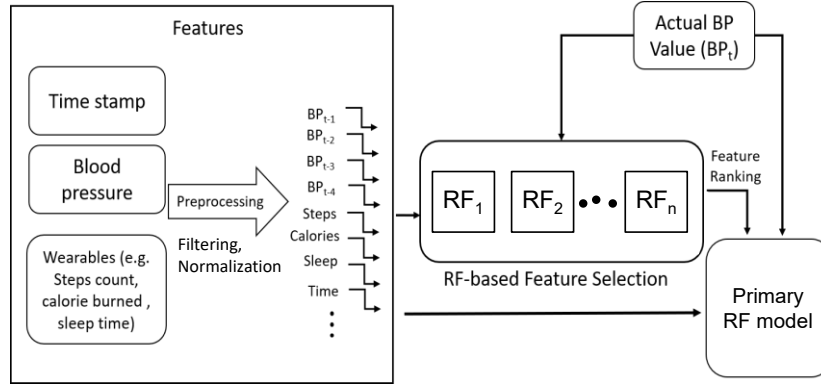 Features
Time stamp
Blood
pressure
Wearables (e.g.
Steps count,
calorie burned ,
sleep time)
Preprocessing
Filtering,
Normalization
BPt-1
BPt-2
BPt-3
BPt-4
Steps
Calories
Sleep
Time
Actual BP
Value (BPt)
RF1 RF2 ••• RFn
RF-based Feature Selection
Feature
Ranking
Primary
RF model